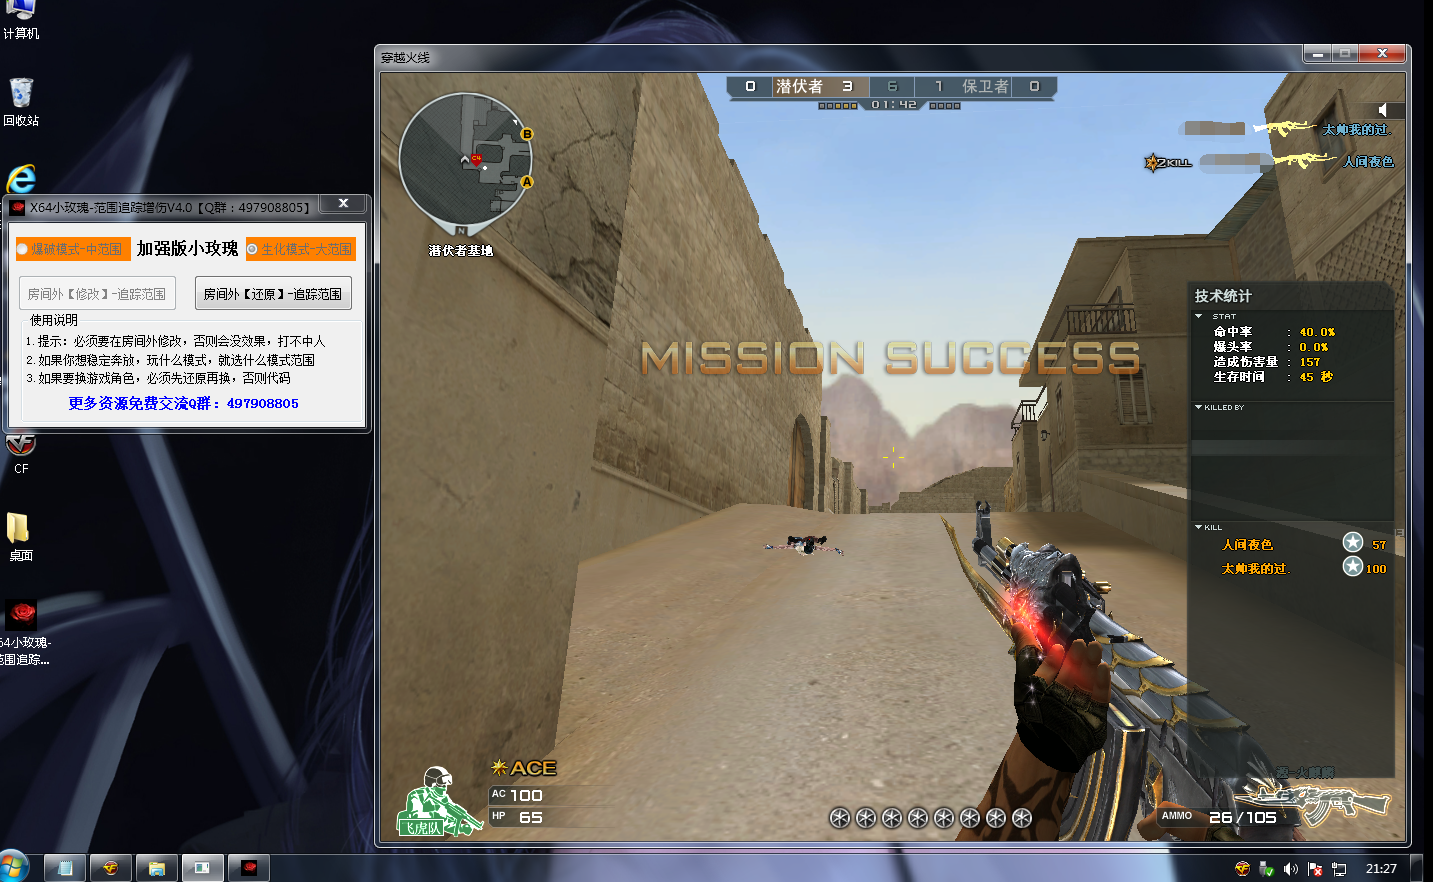 计算机
回收站
X64小玫瑰-范围追踪增伤V4.0【Q群：497908805】
爆破模式-中范围
加强版小玫瑰
生化模式-大范围
房间外【修改】-追踪范围
房间外【还原】-追踪范围
使用说明
1.提示：必须要在房间外修改，否则会没效果，打不中人
2.如果你想稳定奔放，玩什么模式，就选什么模式范围
3.如果要换游戏角色，必须先还原再换，否则代码
更多资源免费交流Q群：497908805
CF
桌面
64小玫瑰-
范围追踪...
穿越火线
0 潜伏者 3 6 1 保卫者 0
01:42
B
C4
A
N
潜伏者基地
太帅我的过.
2KILL
人间夜色
MISSION SUCCESS
技术统计
STAT
命中率 : 40.0%
爆头率 : 0.0%
造成伤害量 : 157
生存时间 : 45 秒
KILLED BY
KILL
人间夜色 57
太帅我的过. 100
ACE
AC 100
HP 65
飞虎队
AMMO 26/105
21:27